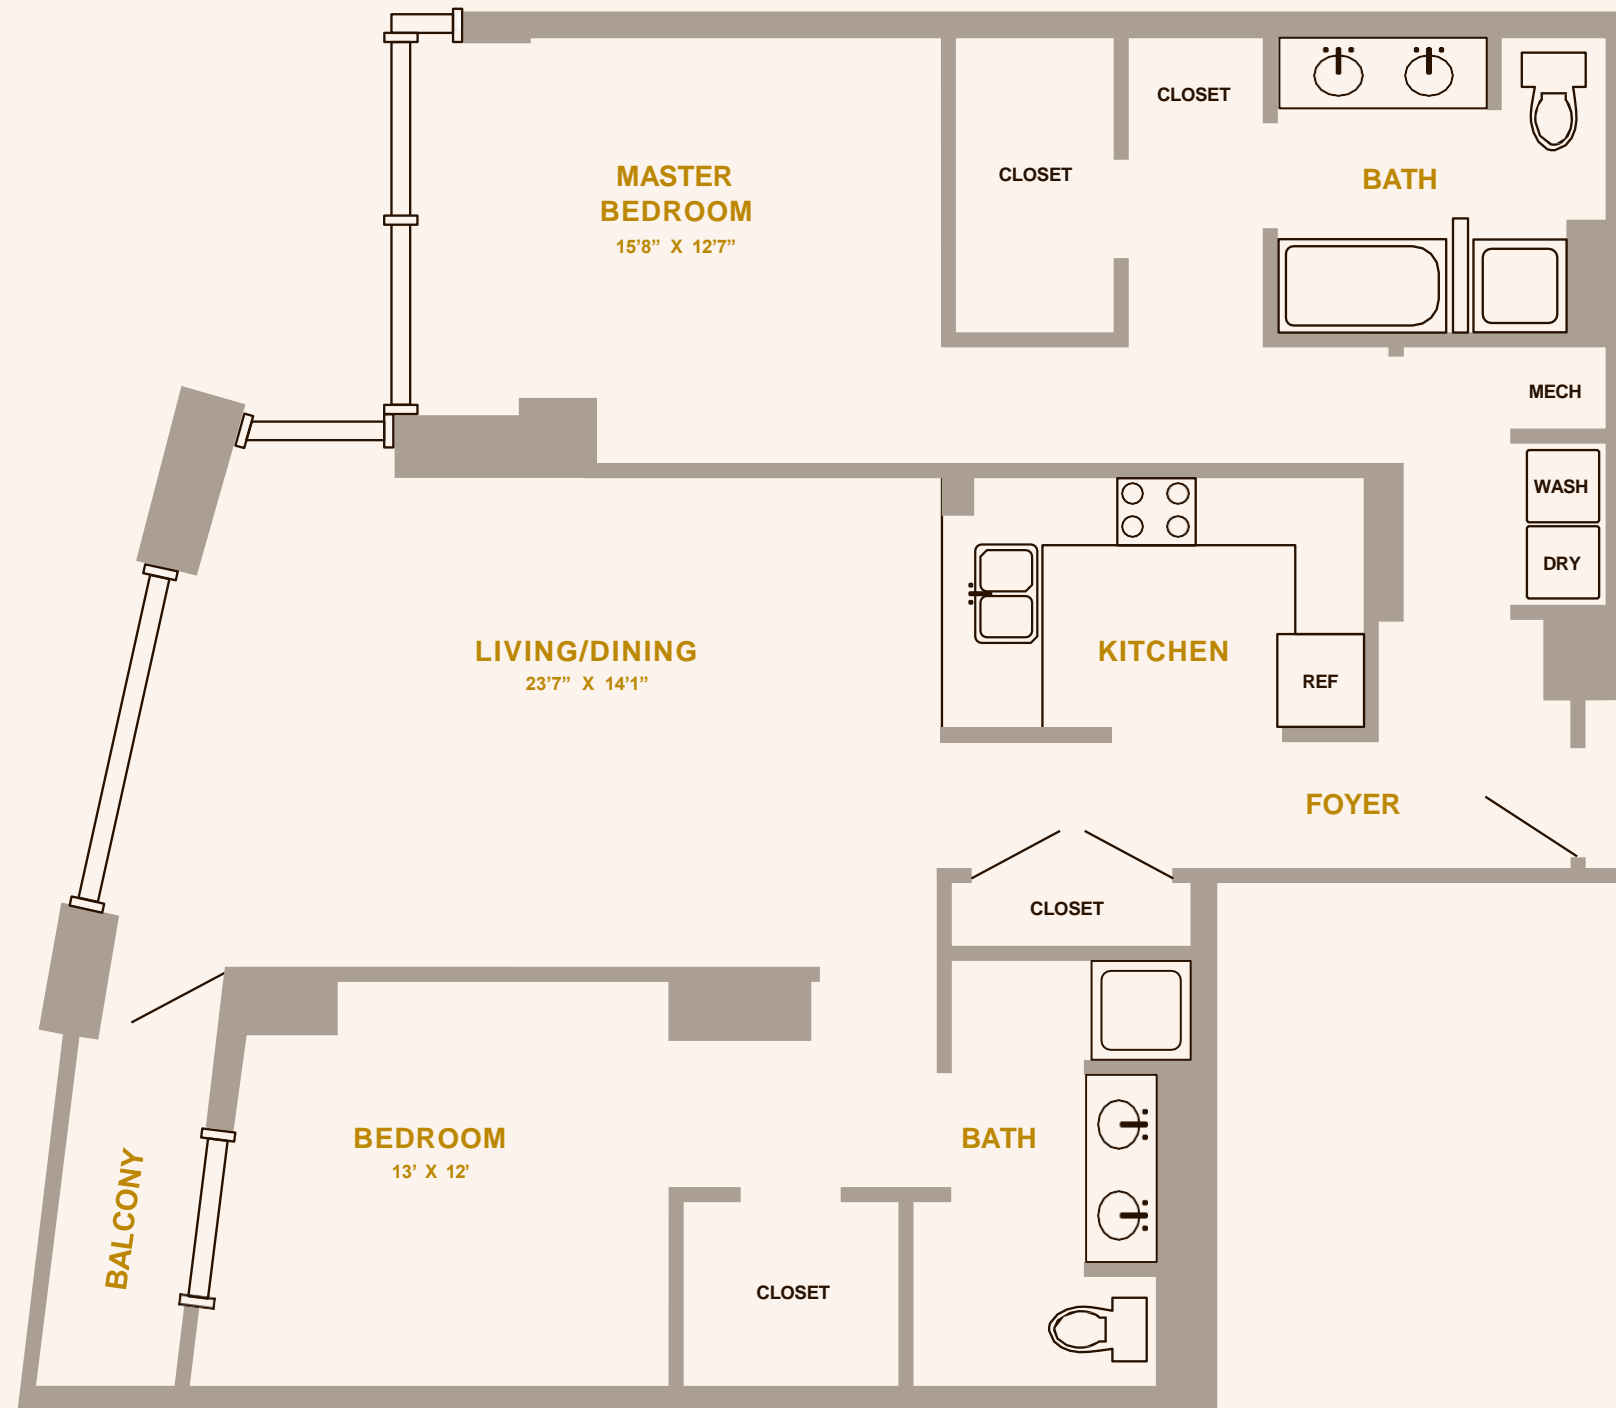 CLOSET
CLOSET
MASTER
BEDROOM
15’8” X 12’7”
BATH
MECH
WASH
DRY
LIVING/DINING
23’7” X 14’1”
KITCHEN
REF
FOYER
CLOSET
BEDROOM
13’ X 12’
BATH
BALCONY
CLOSET